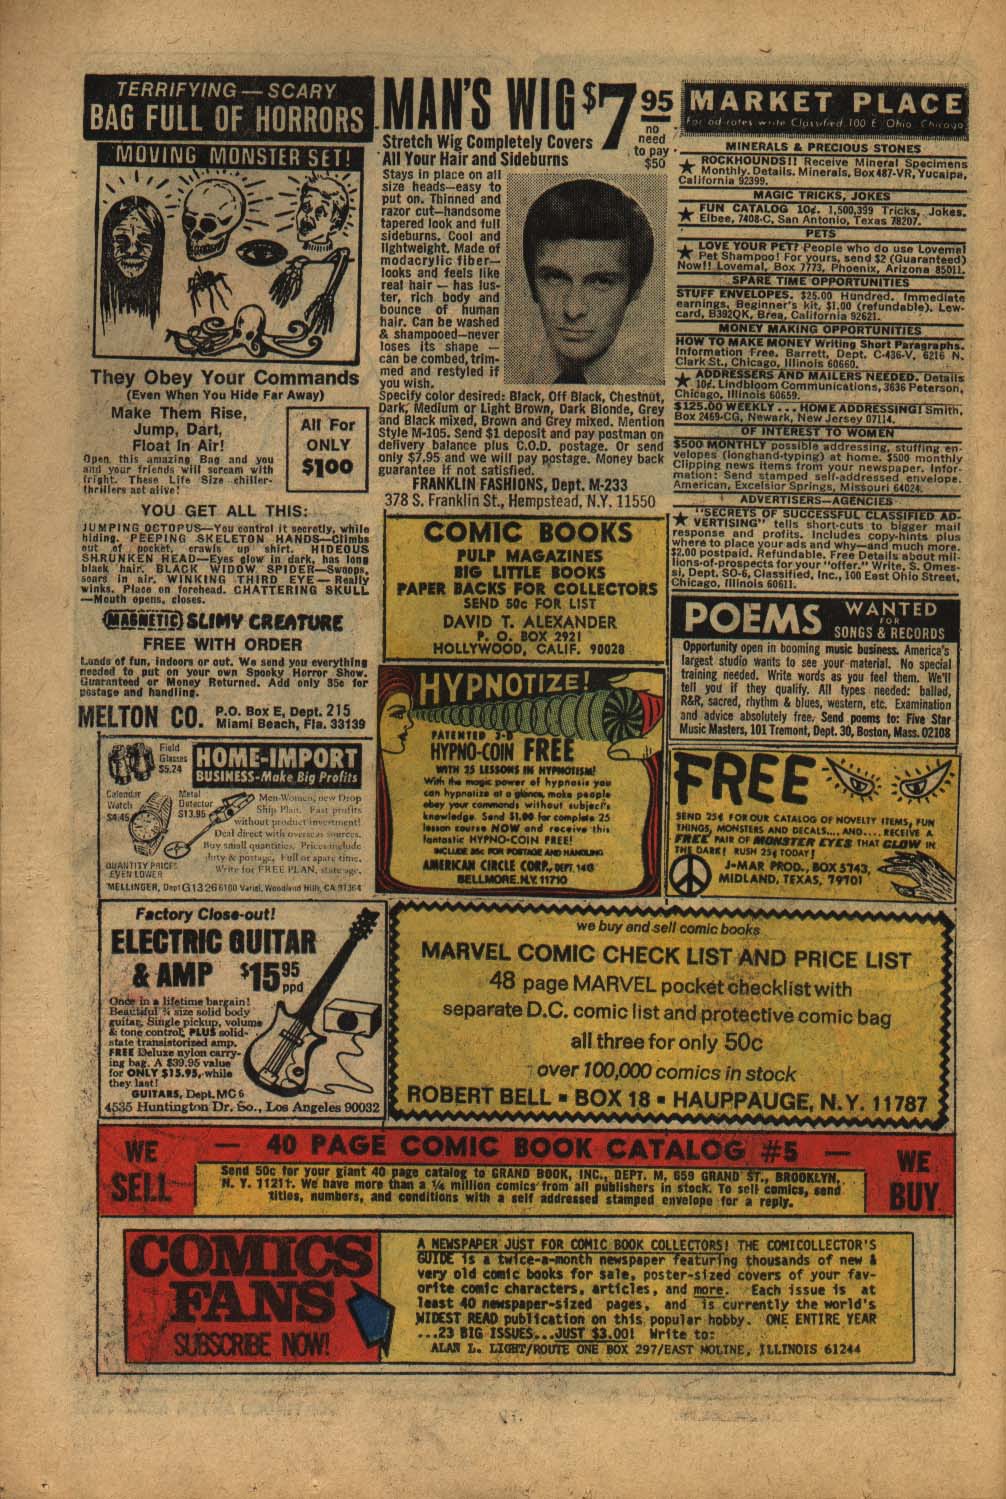 TERRIFYING — SCARY
BAG FULL OF HORRORS
MOVING MONSTER SET!
They Obey Your Commands
(Even When You Hide Far Away)
Make Them Rise,
Jump, Dart,
Float In Air!
Open this amazing Bag and you
and your friends will scream with
fright. These Life Size chiller-
thrillers act alive!
All For
ONLY
$1.00
YOU GET ALL THIS:
JUMPING OCTOPUS—You control it secretly, while
hiding. PEEPING SKELETON HANDS—Climbs
out of pocket, crawls up shirt. HIDEOUS
SHRUNKEN HEAD—Eyes glow in dark, has long
black hair. BLACK WIDOW SPIDER—Swoops,
soars in air. WINKING THIRD EYE— Really
winks. Place on forehead. CHATTERING SKULL
—Mouth opens, closes.
(MAGNETIC) SLIMY CREATURE
FREE WITH ORDER
Loads of fun, indoors or out. We send you everything
needed to put on your own Spooky Horror Show.
Guaranteed or Money Returned. Add only 35c for
postage and handling.
MELTON CO. P.O. Box E, Dept. 215
Miami Beach, Fla. 33139
Field
Glasses
$5.24
HOME-IMPORT
BUSINESS-Make Big Profits
Calendar
Watch
$4.45
Metal
Detector
$13.95
Men-Women, new Drop
Ship Plan. Fast profits
without product investment!
Deal direct with overseas sources.
Buy small quantities. Prices include
duty & postage. Full or spare time.
Write for FREE PLAN, state age.
QUANTITY PRICES
EVEN LOWER
MELLINGER, Dept G1326 6100 Variel, Woodland Hills, CA 91364
Factory Close-out!
ELECTRIC GUITAR
& AMP $15.95 ppd
Once in a lifetime bargain!
Beautiful ¾ size solid body
guitar, Single pickup, volume
& tone control, PLUS solid-
state transistorized amp.
FREE Deluxe nylon carry-
ing bag. A $39.95 value
for ONLY $15.95, while
they last!
GUITARS, Dept. MC 6
4535 Huntington Dr. So., Los Angeles 90032
MAN'S WIG $7.95
no
need
to pay
$50
Stretch Wig Completely Covers
All Your Hair and Sideburns
Stays in place on all
size heads—easy to
put on. Thinned and
razor cut—handsome
tapered look and full
sideburns. Cool and
lightweight. Made of
modacrylic fiber—
looks and feels like
real hair — has lus-
ter, rich body and
bounce of human
hair. Can be washed
& shampooed—never
loses its shape —
can be combed, trim-
med and restyled if
you wish.
Specify color desired: Black, Off Black, Chestnut,
Dark, Medium or Light Brown, Dark Blonde, Grey
and Black mixed, Brown and Grey mixed. Mention
Style M-105. Send $1 deposit and pay postman on
delivery balance plus C.O.D. postage. Or send
only $7.95 and we will pay postage. Money back
guarantee if not satisfied.
FRANKLIN FASHIONS, Dept. M-233
378 S. Franklin St., Hempstead, N.Y. 11550
COMIC BOOKS
PULP MAGAZINES
BIG LITTLE BOOKS
PAPER BACKS FOR COLLECTORS
SEND 50c FOR LIST
DAVID T. ALEXANDER
P. O. BOX 2921
HOLLYWOOD, CALIF. 90028
HYPNOTIZE!
PATENTED 3-D
HYPNO-COIN FREE
WITH 25 LESSONS IN HYPNOTISM!
With the magic power of hypnosis you
can hypnotize at a glance, make people
obey your commands without subject's
knowledge. Send $1.00 for complete 25
lesson course NOW and receive this
fantastic HYPNO-COIN FREE!
INCLUDE 25c FOR POSTAGE AND HANDLING
AMERICAN CIRCLE CORP., DEPT. 141G
BELLMORE, N.Y. 11710
MARKET PLACE
For ad rates write Classified, 100 E. Ohio, Chicago
MINERALS & PRECIOUS STONES
★ ROCKHOUNDS!! Receive Mineral Specimens
Monthly. Details. Minerals, Box 487-VR, Yucaipa,
California 92399.
MAGIC TRICKS, JOKES
★ FUN CATALOG 10¢. 1,500,399 Tricks, Jokes.
Elbee, 7408-C, San Antonio, Texas 78207.
PETS
★ LOVE YOUR PET? People who do use Lovemal
Pet Shampoo! For yours, send $2 (Guaranteed)
Now!! Lovemal, Box 7773, Phoenix, Arizona 85011.
SPARE TIME OPPORTUNITIES
STUFF ENVELOPES. $25.00 Hundred. Immediate
earnings, Beginner's kit, $1.00 (refundable). Lew-
card, B392QK, Brea, California 92621.
MONEY MAKING OPPORTUNITIES
HOW TO MAKE MONEY Writing Short Paragraphs.
Information Free. Barrett, Dept. C-436-V, 6216 N.
Clark St., Chicago, Illinois 60660.
★ ADDRESSERS AND MAILERS NEEDED. Details
10¢. Lindbloom Communications, 3636 Peterson,
Chicago, Illinois 60659.
$125.00 WEEKLY . . . HOME ADDRESSING! Smith,
Box 2469-CG, Newark, New Jersey 07114.
OF INTEREST TO WOMEN
$500 MONTHLY possible addressing, stuffing en-
velopes (longhand-typing) at home. $500 monthly
Clipping news items from your newspaper. Infor-
mation: Send stamped self-addressed envelope.
American, Excelsior Springs, Missouri 64024.
ADVERTISERS—AGENCIES
★ "SECRETS OF SUCCESSFUL CLASSIFIED AD-
VERTISING" tells short-cuts to bigger mail
response and profits. Includes copy-hints plus
where to place your ads and why—and much more.
$2.00 postpaid. Refundable. Free Details about mil-
lions-of-prospects for your "offer." Write, S. Omes-
si, Dept. SO-6, Classified, Inc., 100 East Ohio Street,
Chicago, Illinois 60611.
POEMS WANTED
FOR
SONGS & RECORDS
Opportunity open in booming music business. America's
largest studio wants to see your material. No special
training needed. Write words as you feel them. We'll
tell you if they qualify. All types needed: ballad,
R&R, sacred, rhythm & blues, western, etc. Examination
and advice absolutely free. Send poems to: Five Star
Music Masters, 101 Tremont, Dept. 30, Boston, Mass. 02108
FREE
SEND 25¢ FOR OUR CATALOG OF NOVELTY ITEMS, FUN
THINGS, MONSTERS AND DECALS.... AND.... RECEIVE A
FREE PAIR OF MONSTER EYES THAT GLOW IN
THE DARK! RUSH 25¢ TODAY!
J-MAR PROD., BOX 5743,
MIDLAND, TEXAS, 79701
we buy and sell comic books
MARVEL COMIC CHECK LIST AND PRICE LIST
48 page MARVEL pocket checklist with
separate D.C. comic list and protective comic bag
all three for only 50c
over 100,000 comics in stock
ROBERT BELL ▪ BOX 18 ▪ HAUPPAUGE, N.Y. 11787
WE
SELL
— 40 PAGE COMIC BOOK CATALOG #5 —
Send 50c for your giant 40 page catalog to GRAND BOOK, INC., DEPT. M, 659 GRAND ST., BROOKLYN,
N. Y. 11211. We have more than a ¼ million comics from all publishers in stock. To sell comics, send
titles, numbers, and conditions with a self addressed stamped envelope for a reply.
WE
BUY
COMICS
FANS
SUBSCRIBE NOW!
A NEWSPAPER JUST FOR COMIC BOOK COLLECTORS! THE COMICOLLECTOR'S
GUIDE is a twice-a-month newspaper featuring thousands of new &
very old comic books for sale, poster-sized covers of your fav-
orite comic characters, articles, and more. Each issue is at
least 40 newspaper-sized pages, and is currently the world's
WIDEST READ publication on this popular hobby. ONE ENTIRE YEAR
...23 BIG ISSUES...JUST $3.00! Write to:
ALAN L. LIGHT/ROUTE ONE BOX 297/EAST MOLINE, ILLINOIS 61244